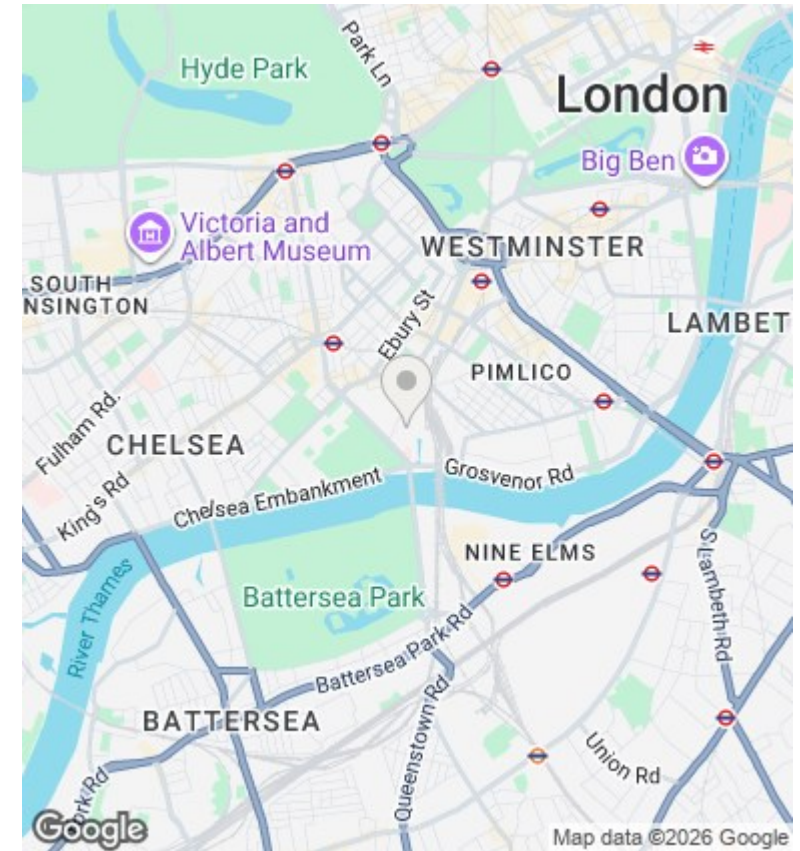 Park Ln
Hyde Park
London
Big Ben
Victoria and
Albert Museum
WESTMINSTER
SOUTH
NSINGTON
Ebury St
LAMBET
PIMLICO
Fulham Rd.
CHELSEA
King's Rd
Chelsea Embankment
Grosvenor Rd
NINE ELMS
S Lambeth Rd
River Thames
Battersea Park
Battersea Park Rd
BATTERSEA
Queenstown Rd
Union Rd
ork Rd
Google
Map data ©2026 Google